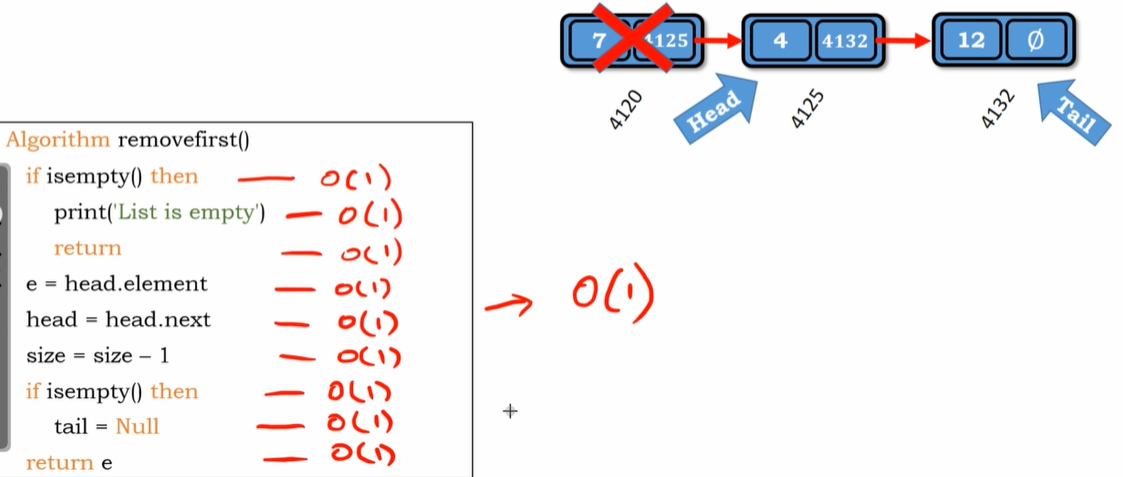 7 4125 4 4132 12 Ø
4120 Head 4125 4132 Tail
Algorithm removefirst()
if isempty() then — O(1)
print('List is empty') — O(1)
return — O(1)
e = head.element — O(1)
head = head.next — O(1)
size = size – 1 — O(1)
if isempty() then — O(1)
tail = Null — O(1)
return e — O(1)
→ O(1)